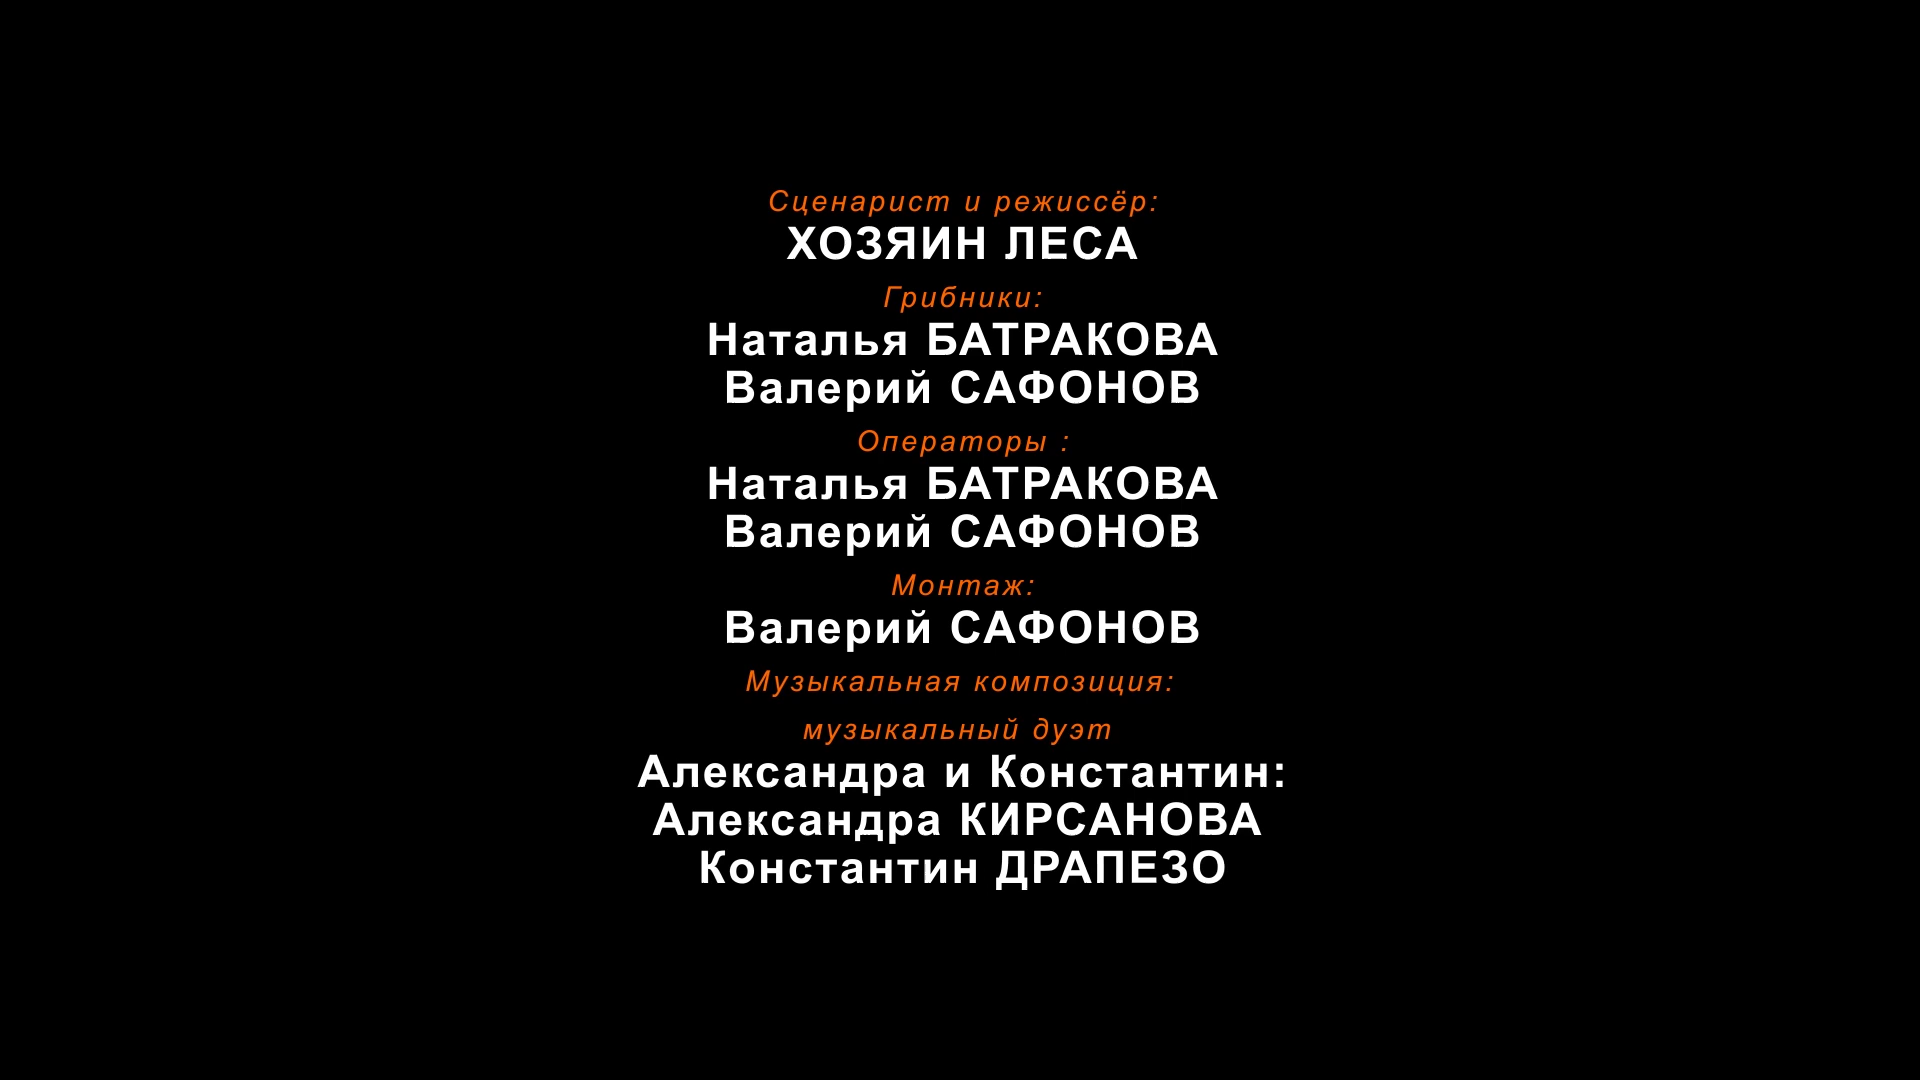 Сценарист и режиссёр:
ХОЗЯИН ЛЕСА
Грибники:
Наталья БАТРАКОВА
Валерий САФОНОВ
Операторы :
Наталья БАТРАКОВА
Валерий САФОНОВ
Монтаж:
Валерий САФОНОВ
Музыкальная композиция:
музыкальный дуэт
Александра и Константин:
Александра КИРСАНОВА
Константин ДРАПЕЗО